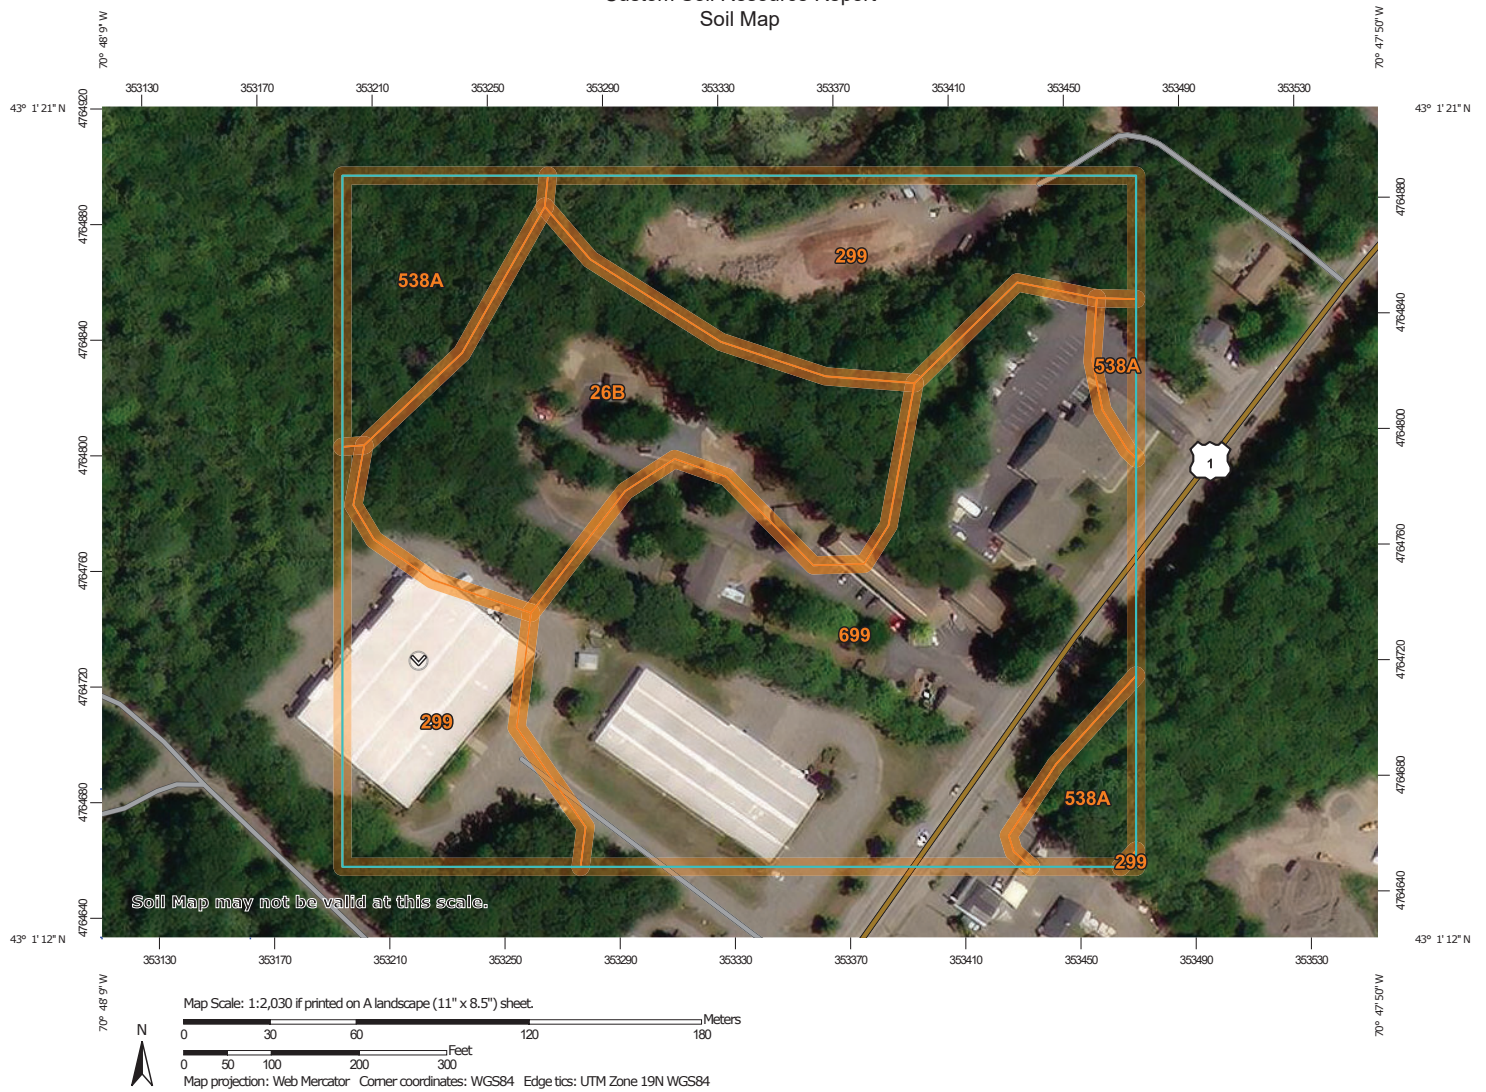 Custom Soil Resource Report
Soil Map
70° 48' 9" W
70° 47' 50" W
353130 353170 353210 353250 353290 353330 353370 353410 353450 353490 353530
43° 1' 21" N
43° 1' 21" N
4764920
4764880
4764840
4764800
4764760
4764720
4764680
4764640
4764880
4764840
4764800
4764760
4764720
4764680
4764640
299
538A
538A
26B
1
699
299
538A
299
Soil Map may not be valid at this scale.
43° 1' 12" N
43° 1' 12" N
353130 353170 353210 353250 353290 353330 353370 353410 353450 353490 353530
70° 48' 9" W
70° 47' 50" W
Map Scale: 1:2,030 if printed on A landscape (11" x 8.5") sheet.
Meters
0 30 60 120 180
Feet
0 50 100 200 300
N
Map projection: Web Mercator Corner coordinates: WGS84 Edge tics: UTM Zone 19N WGS84